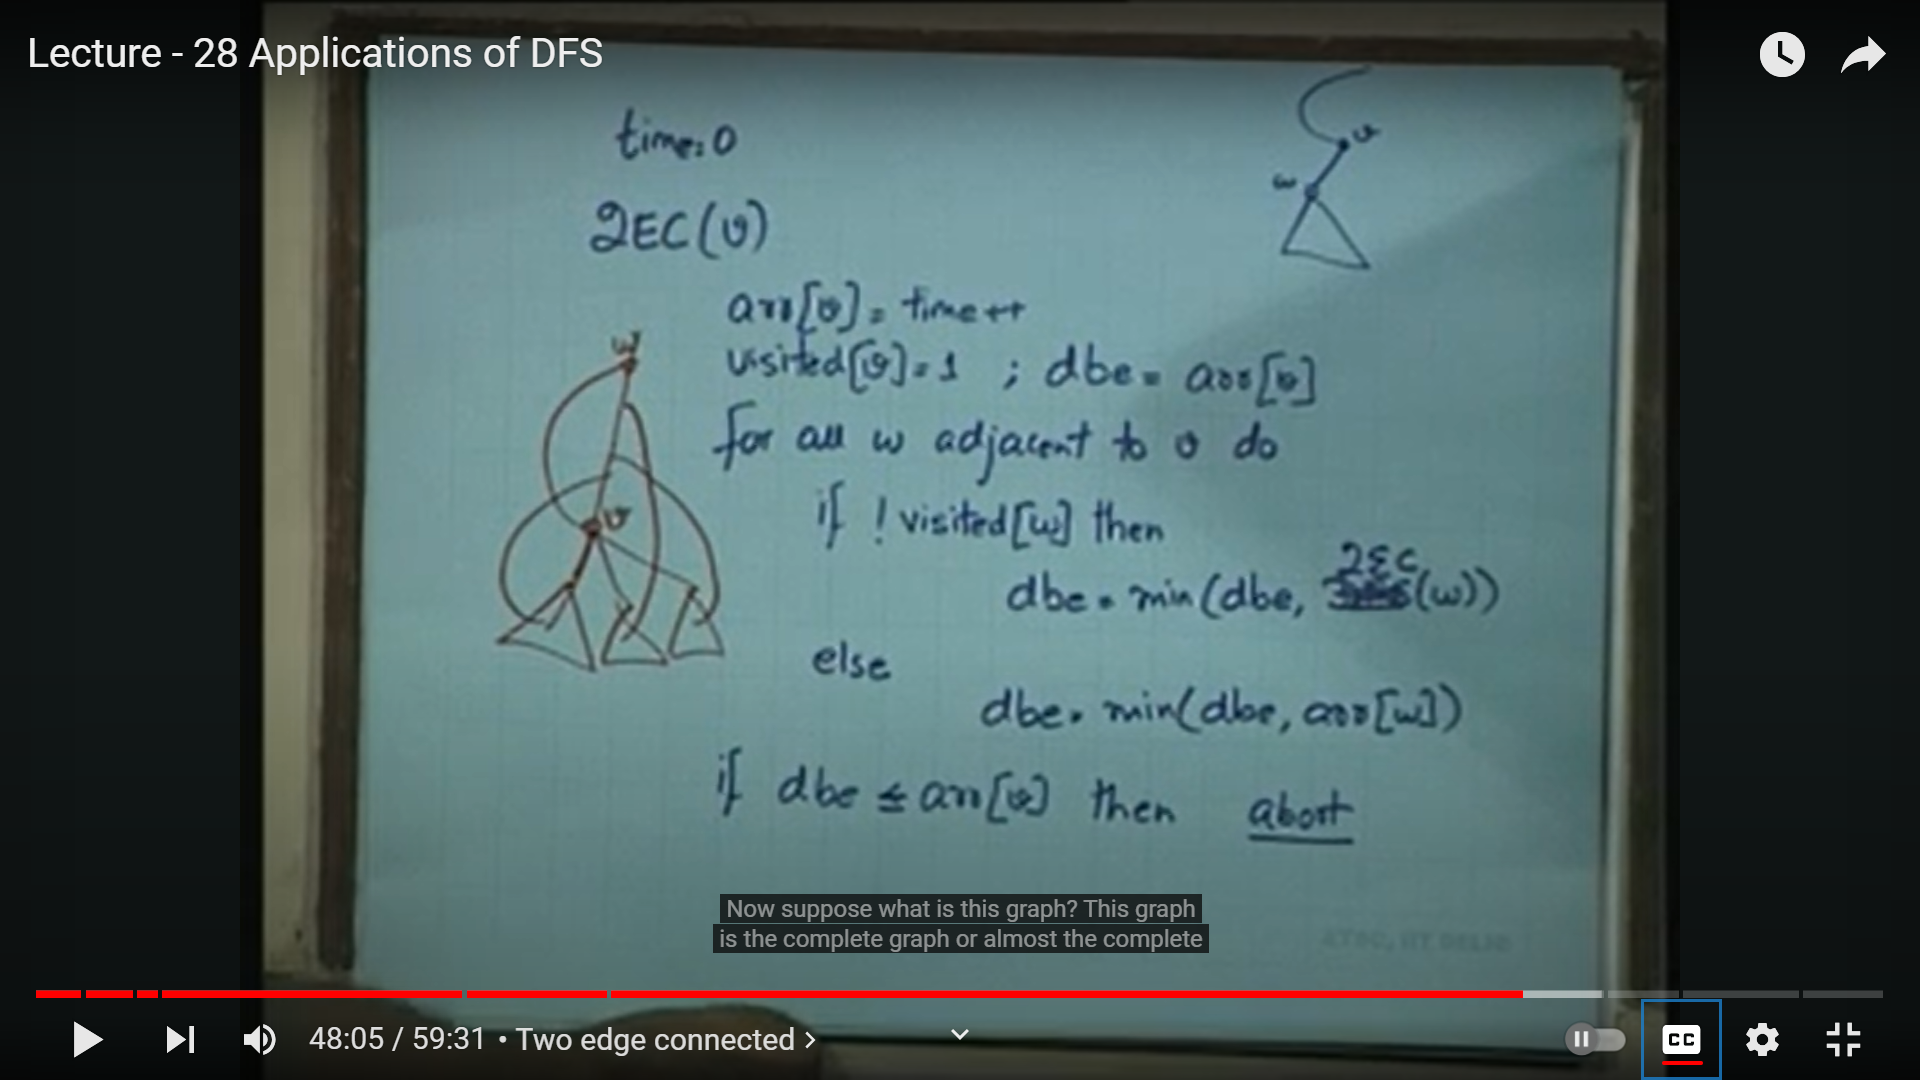 Lecture - 28 Applications of DFS
time = 0
v
w
2EC(v)
arr[v] = time++
w
visited[v] = 1 ; dbe = arr[v]
for all w adjacent to v do
if ! visited[w] then
v
dbe = min(dbe, 2EC(w))
else
dbe = min(dbe, arr[w])
if dbe ≤ arr[v] then abort
Now suppose what is this graph? This graph
is the complete graph or almost the complete
48:05 / 59:31 • Two edge connected >
CC